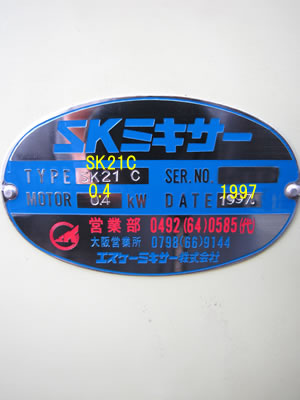 SKミキサー
SK21C
TYPE SK21 C SER.NO.
0.4 1997
MOTOR 0.4 KW DATE 1997
営業部 0492(64)0585(代)
大阪営業所 0798(66)9144
エスケーミキサー株式会社